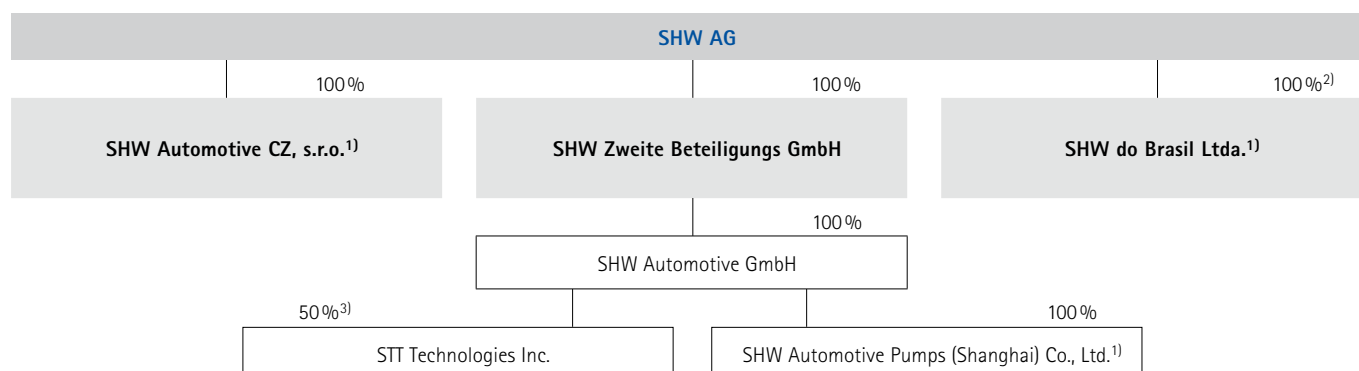 SHW AG
100 % 100 % 100 %2)
SHW Automotive CZ, s.r.o.1) SHW Zweite Beteiligungs GmbH SHW do Brasil Ltda.1)
100 %
SHW Automotive GmbH
50 %3) 100 %
STT Technologies Inc. SHW Automotive Pumps (Shanghai) Co., Ltd.1)